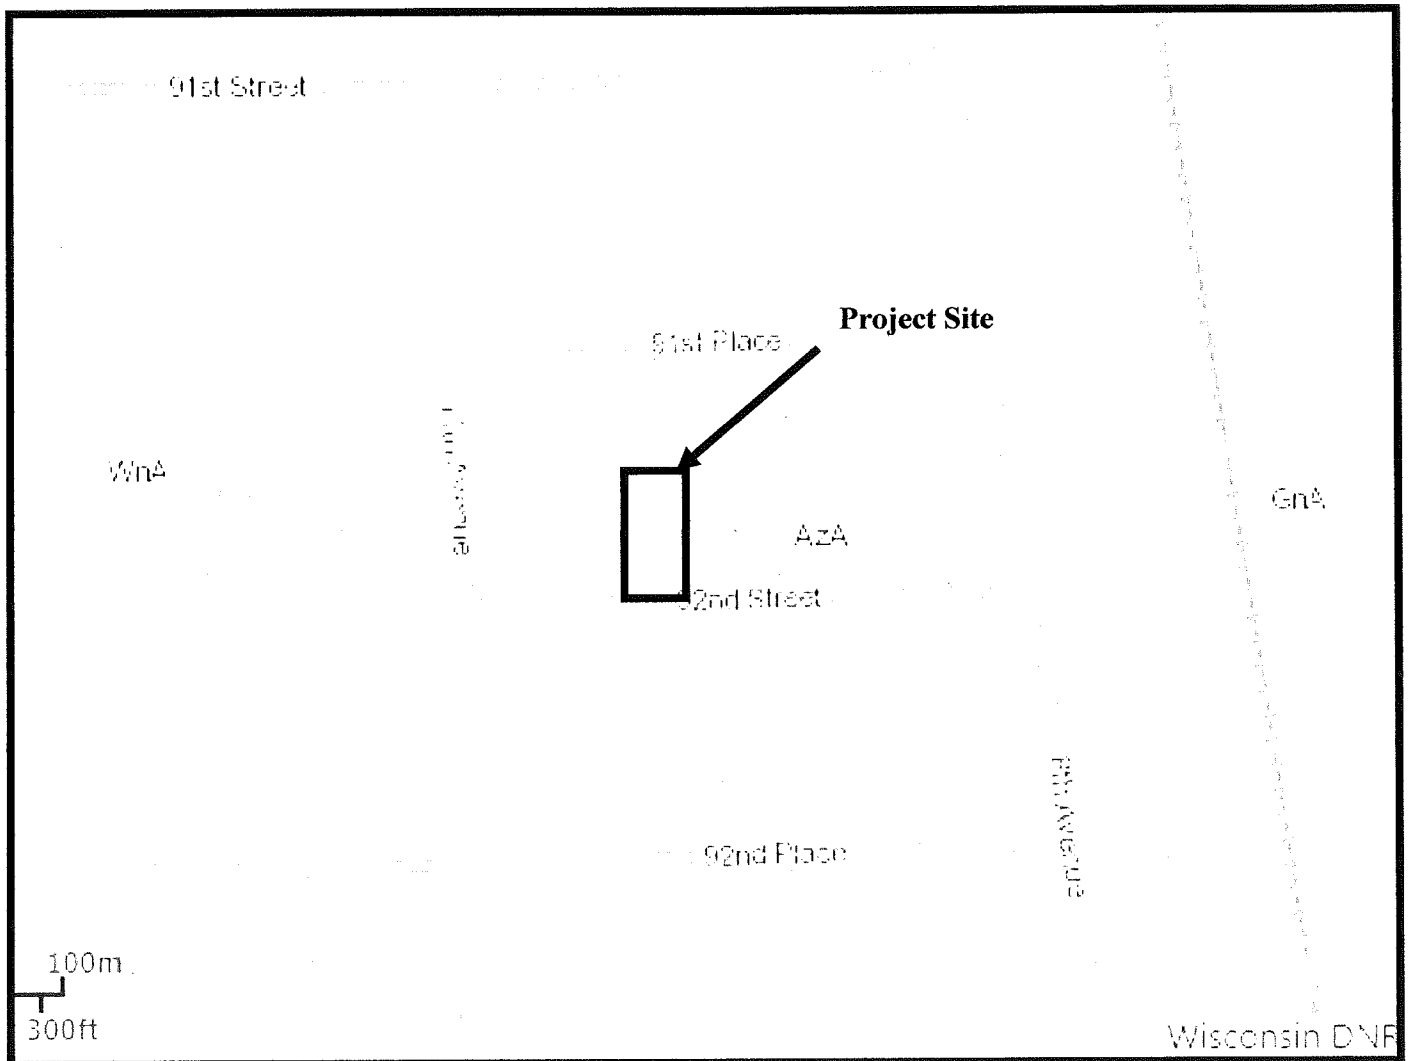 91st Street
Project Site
91st Place
WnA
GnA
AzA
92nd Street
92nd Place
100m
300ft
Wisconsin DNR